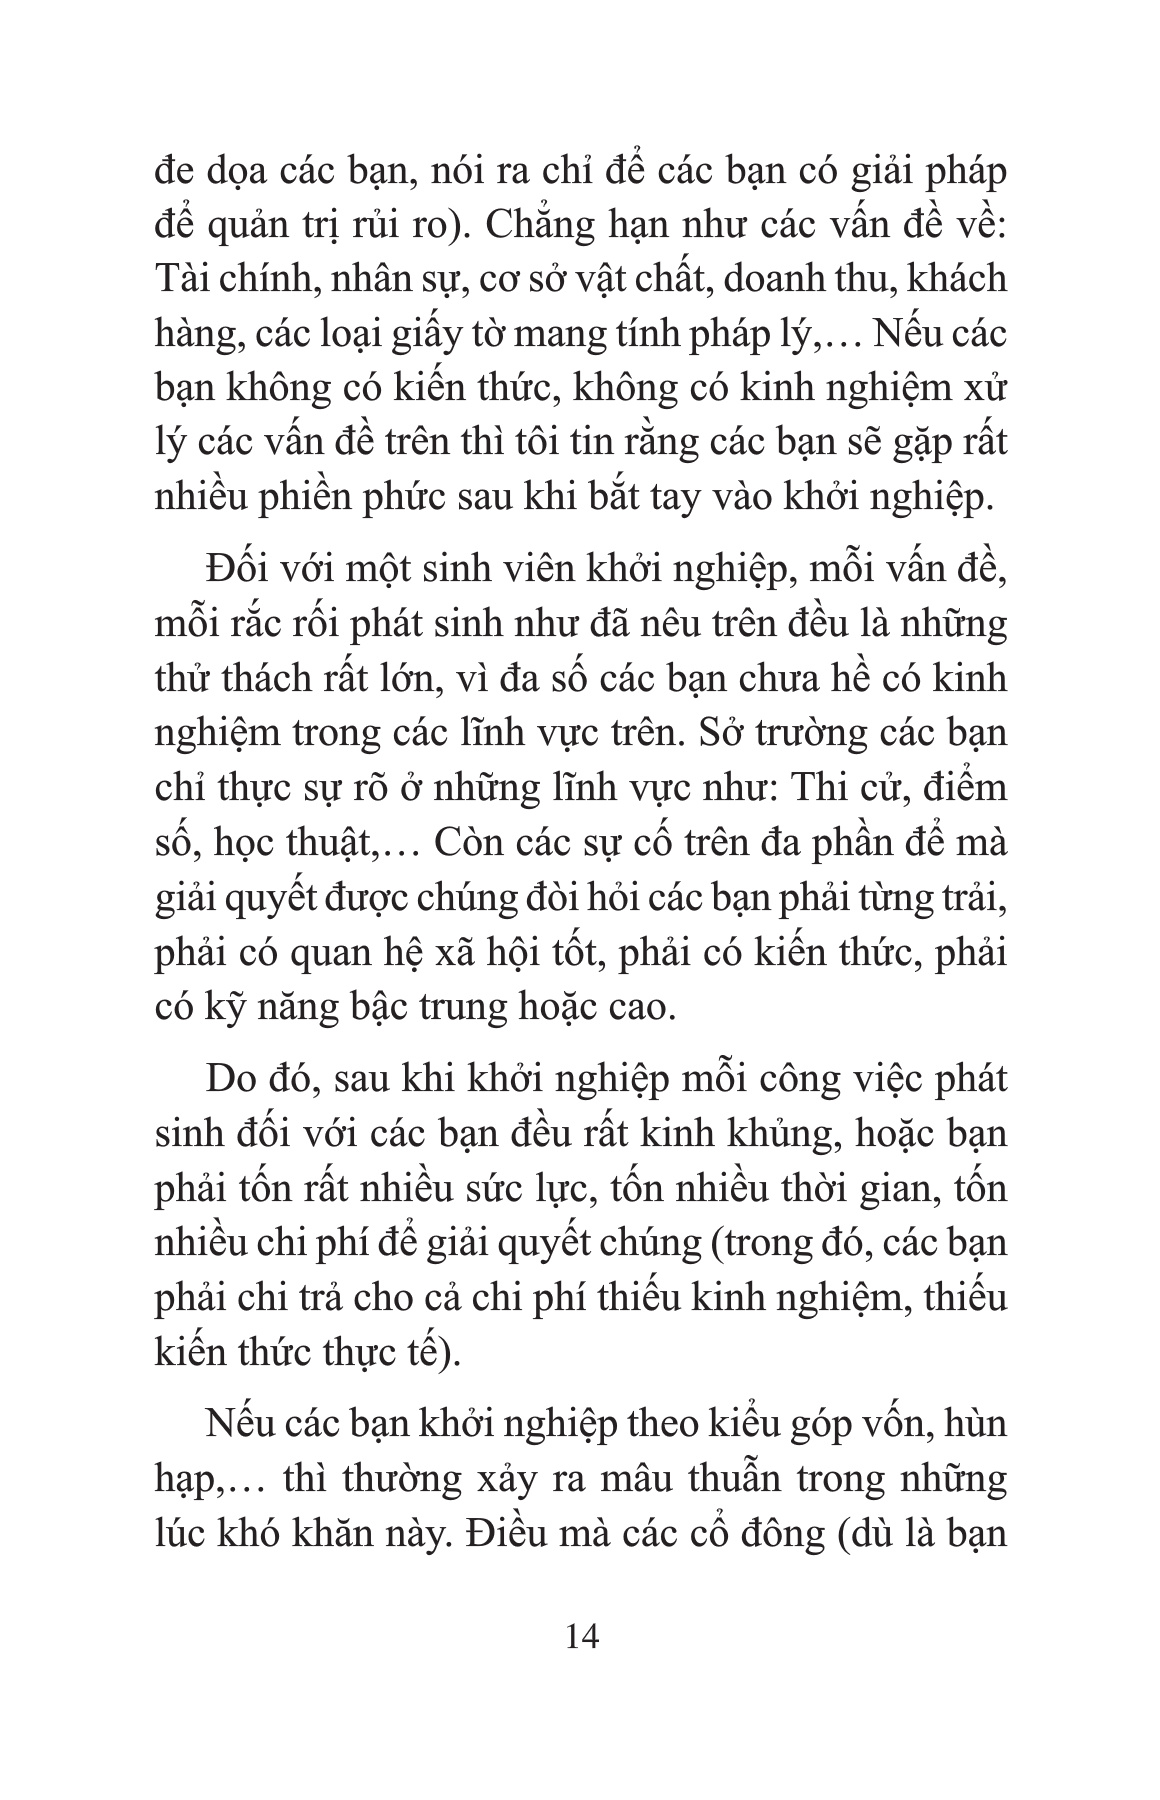 đe dọa các bạn, nói ra chỉ để các bạn có giải pháp
để quản trị rủi ro). Chẳng hạn như các vấn đề về:
Tài chính, nhân sự, cơ sở vật chất, doanh thu, khách
hàng, các loại giấy tờ mang tính pháp lý,… Nếu các
bạn không có kiến thức, không có kinh nghiệm xử
lý các vấn đề trên thì tôi tin rằng các bạn sẽ gặp rất
nhiều phiền phức sau khi bắt tay vào khởi nghiệp.
Đối với một sinh viên khởi nghiệp, mỗi vấn đề,
mỗi rắc rối phát sinh như đã nêu trên đều là những
thử thách rất lớn, vì đa số các bạn chưa hề có kinh
nghiệm trong các lĩnh vực trên. Sở trường các bạn
chỉ thực sự rõ ở những lĩnh vực như: Thi cử, điểm
số, học thuật,… Còn các sự cố trên đa phần để mà
giải quyết được chúng đòi hỏi các bạn phải từng trải,
phải có quan hệ xã hội tốt, phải có kiến thức, phải
có kỹ năng bậc trung hoặc cao.
Do đó, sau khi khởi nghiệp mỗi công việc phát
sinh đối với các bạn đều rất kinh khủng, hoặc bạn
phải tốn rất nhiều sức lực, tốn nhiều thời gian, tốn
nhiều chi phí để giải quyết chúng (trong đó, các bạn
phải chi trả cho cả chi phí thiếu kinh nghiệm, thiếu
kiến thức thực tế).
Nếu các bạn khởi nghiệp theo kiểu góp vốn, hùn
hạp,… thì thường xảy ra mâu thuẫn trong những
lúc khó khăn này. Điều mà các cổ đông (dù là bạn
14